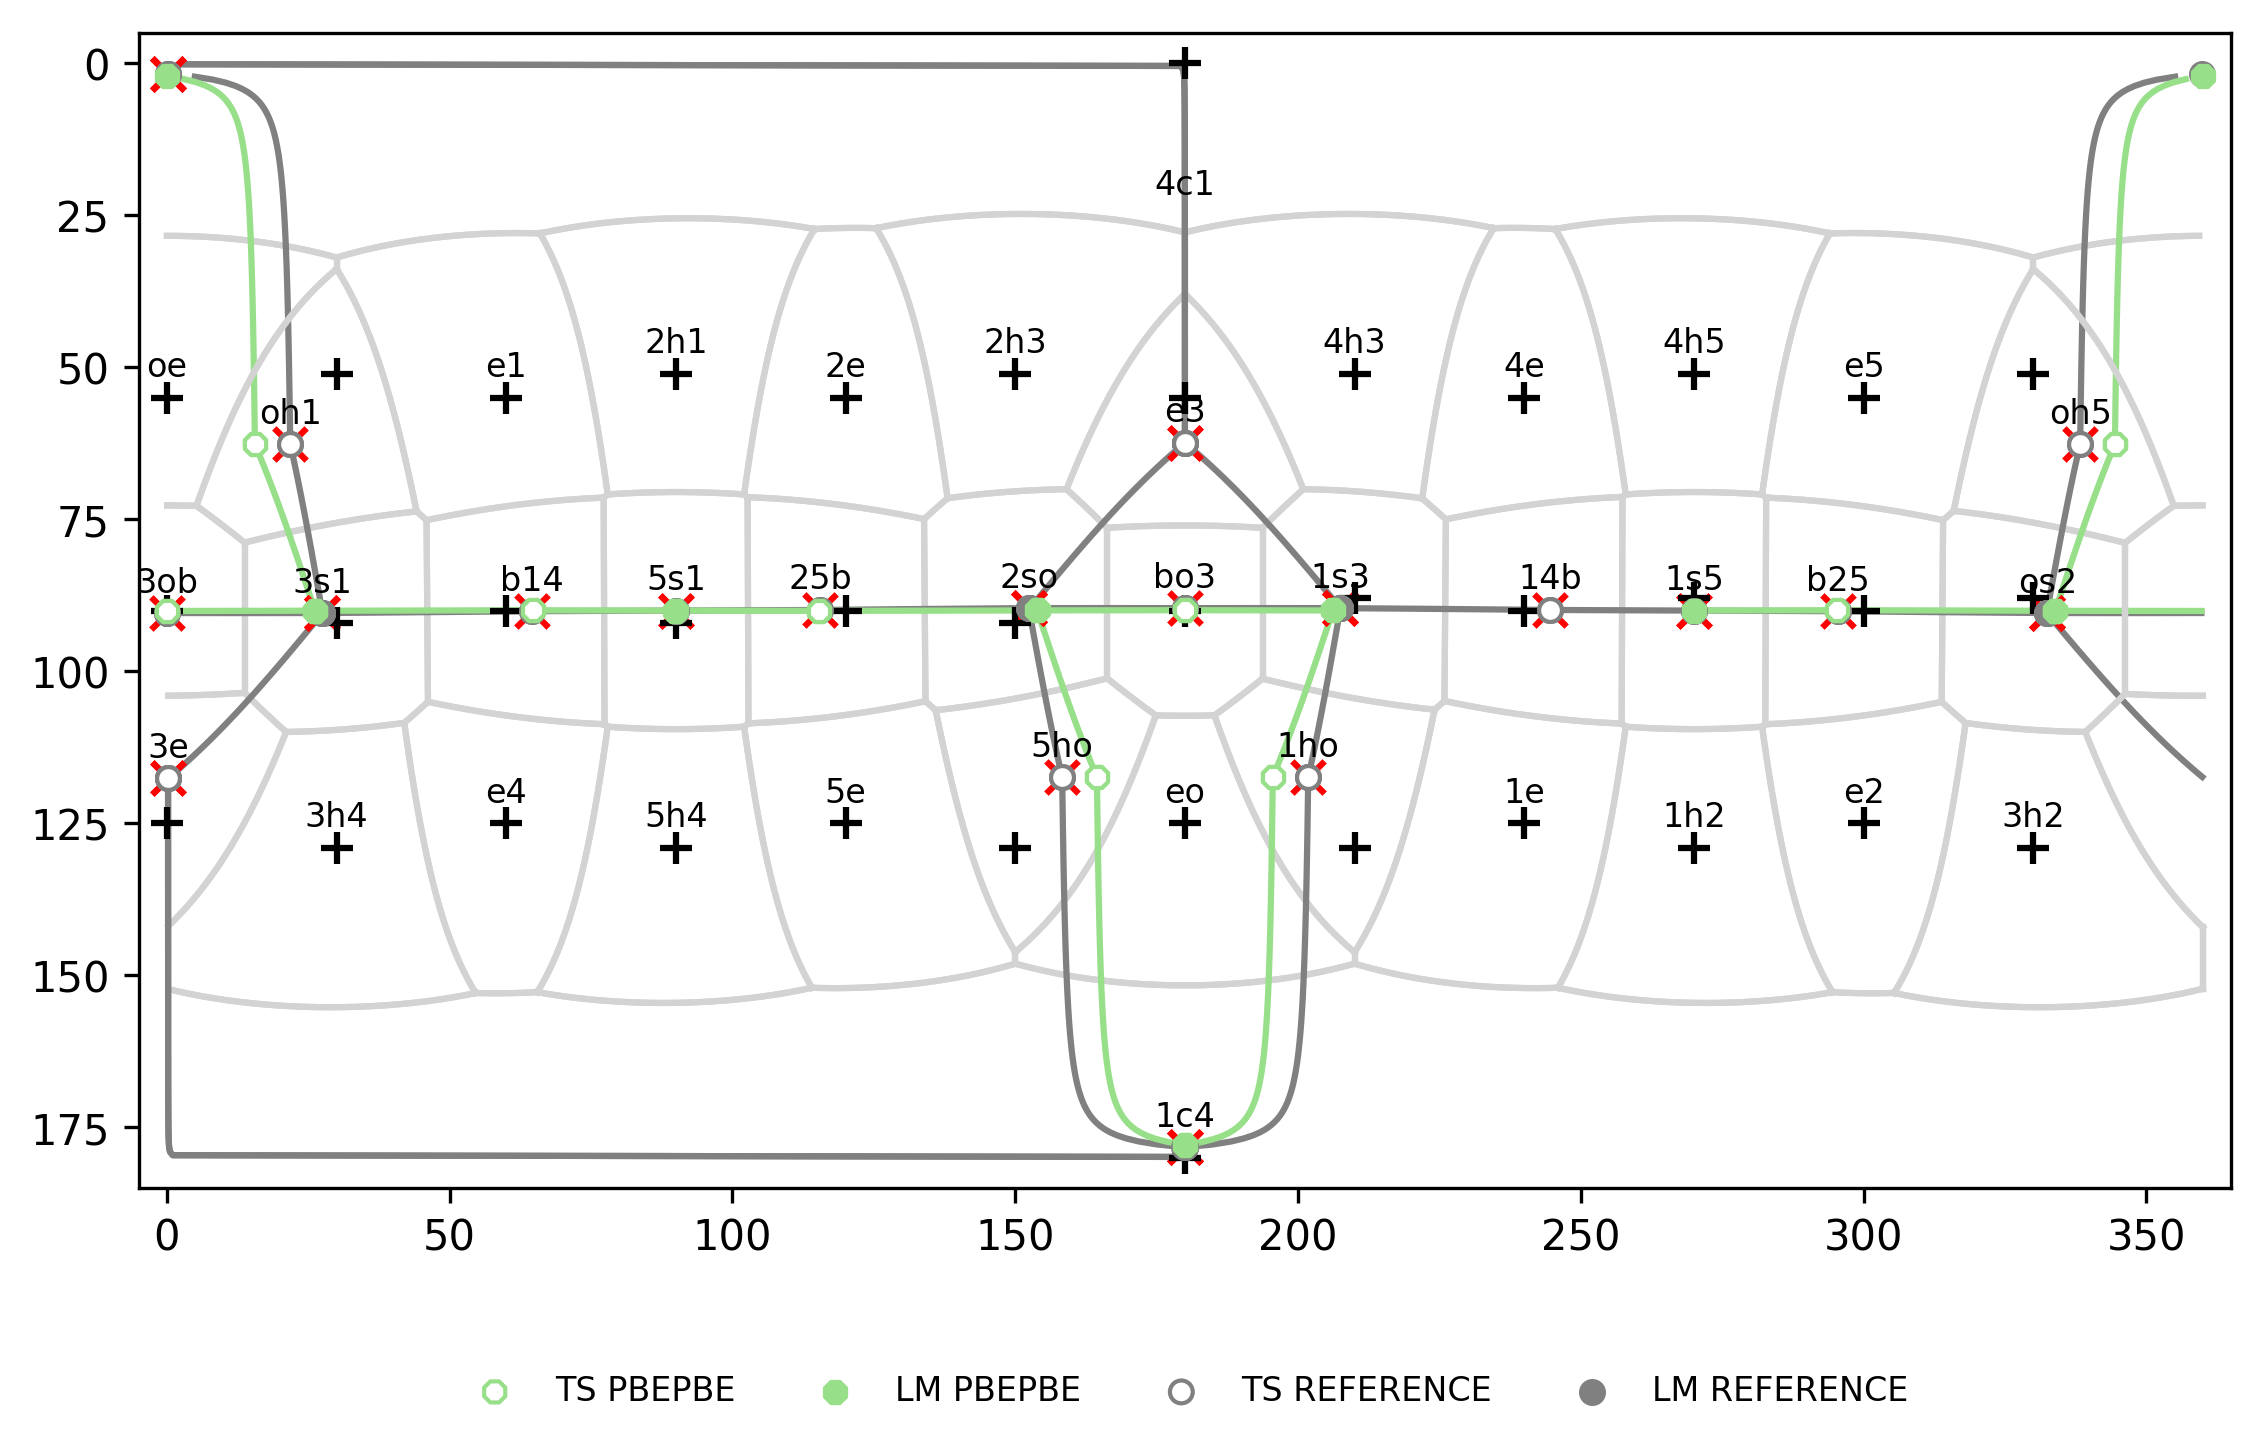 0
4c1
25
2h1 2h3 4h3 4h5
oe e1 2e 4e e5
50
oh1 e3 oh5
75
3ob 3s1 b14 5s1 25b 2so bo3 1s3 14b 1s5 b25 os2
100
3e 5ho 1ho
e4 5e eo 1e e2
125
3h4 5h4 1h2 3h2
150
1c4
175
0 50 100 150 200 250 300 350
TS PBEPBE LM PBEPBE TS REFERENCE LM REFERENCE